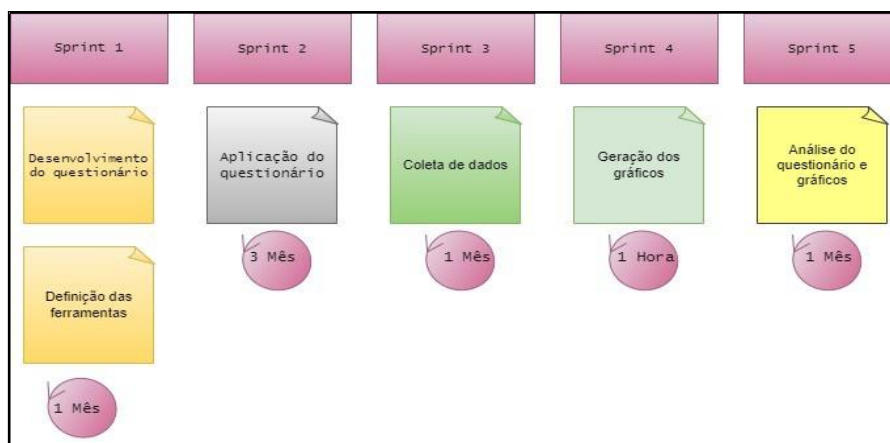 Sprint 1
Sprint 2
Sprint 3
Sprint 4
Sprint 5
Desenvolvimento
do questionário
Aplicação do
questionário
Coleta de dados
Geração dos
gráficos
Análise do
questionário e
gráficos
3 Mês
1 Mês
1 Hora
1 Mês
Definição das
ferramentas
1 Mês